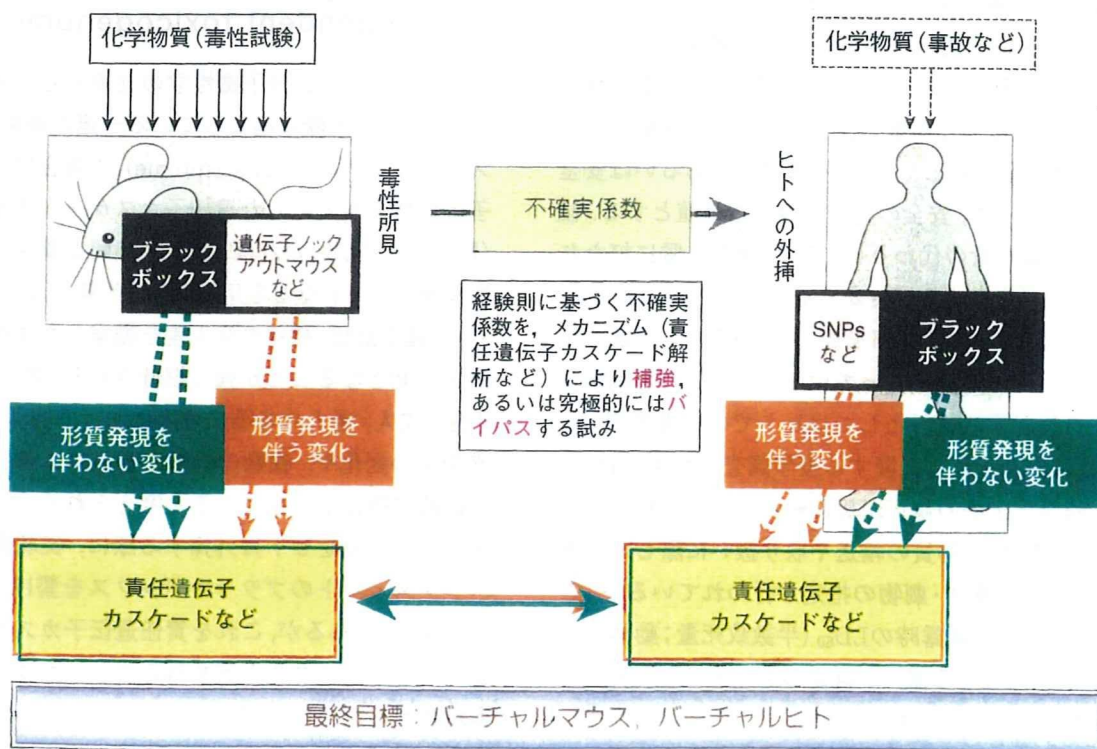 化学物質(毒性試験)
化学物質(事故など)
毒性所見
不確実係数
ヒトへの外挿
ブラック
ボックス
遺伝子ノック
アウトマウス
など
経験則に基づく不確実
係数を，メカニズム（責
任遺伝子カスケード解
析など）により補強，
あるいは究極的にはバ
イパスする試み
SNPs
など
ブラック
ボックス
形質発現を
伴わない変化
形質発現を
伴う変化
形質発現を
伴う変化
形質発現を
伴わない変化
責任遺伝子
カスケードなど
責任遺伝子
カスケードなど
最終目標：バーチャルマウス，バーチャルヒト